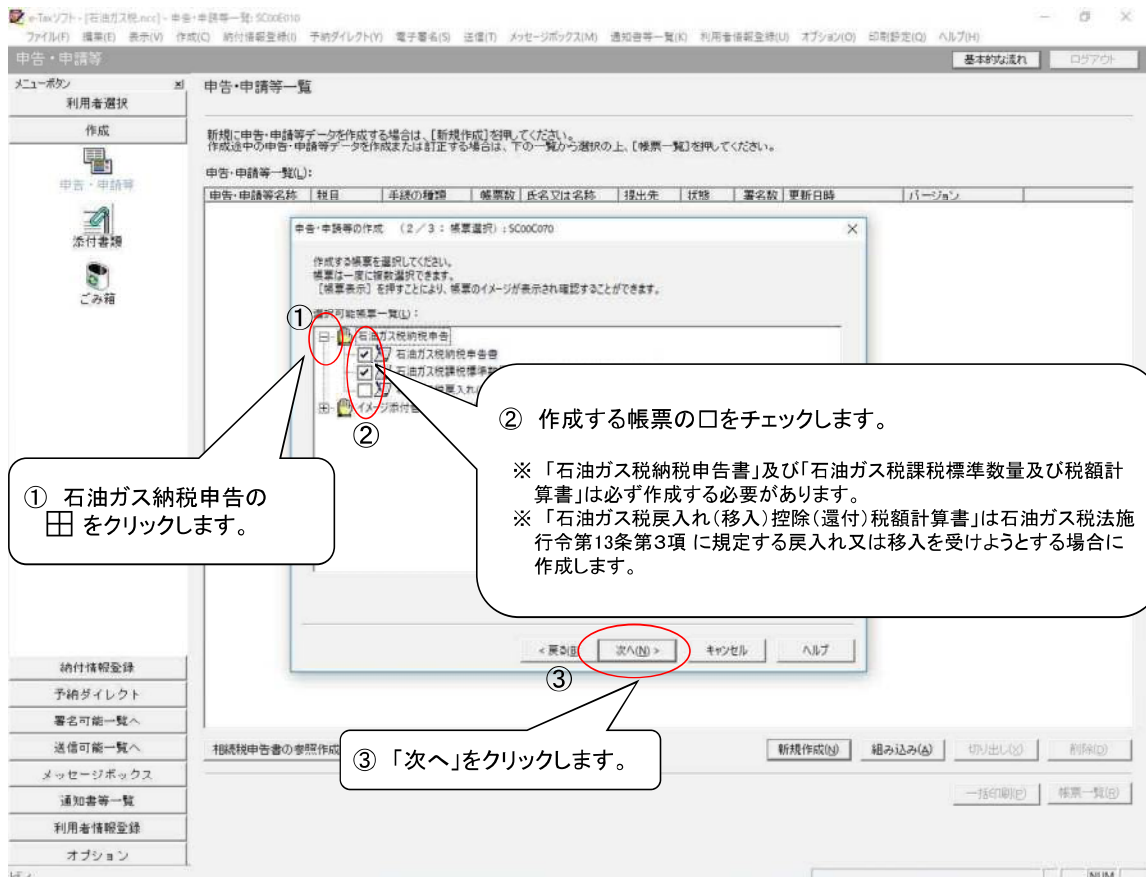 e-Taxソフト - [石油ガス税.ncc] - 申告・申請等一覧: SC00E010
ファイル(F) 編集(E) 表示(V) 作成(C) 納付情報登録(I) 予納ダイレクト(Y) 電子署名(S) 送信(T) メッセージボックス(M) 通知書等一覧(K) 利用者情報登録(U) オプション(O) 印刷設定(Q) ヘルプ(H)
申告・申請等
基本的な流れ
ログアウト
メニューボタン
利用者選択
作成
申告・申請等
添付書類
ごみ箱
申告・申請等一覧
新規に申告・申請等データを作成する場合は、[新規作成]を押してください。
作成途中の申告・申請等データを作成または訂正する場合は、下の一覧から選択の上、[帳票一覧]を押してください。
申告・申請等一覧(L):
申告・申請等名称 税目 手続の種類 帳票数 氏名又は名称 提出先 状態 署名数 更新日時 バージョン
申告・申請等の作成 (2/3:帳票選択):SC00C070
作成する帳票を選択してください。
帳票は一度に複数選択できます。
[帳票表示]を押すことにより、帳票のイメージが表示され確認することができます。
① 選択可能帳票一覧(L):
石油ガス税納税申告
石油ガス税納税申告書
石油ガス税課税標準数
戻入れ
イメージ添付
②
② 作成する帳票の口をチェックします。
※ 「石油ガス税納税申告書」及び「石油ガス税課税標準数量及び税額計
算書」は必ず作成する必要があります。
※ 「石油ガス税戻入れ(移入)控除(還付)税額計算書」は石油ガス税法施
行令第13条第3項 に規定する戻入れ又は移入を受けようとする場合に
作成します。
① 石油ガス納税申告の
田 をクリックします。
< 戻る(B) 次へ(N) > キャンセル ヘルプ
③
③ 「次へ」をクリックします。
納付情報登録
予納ダイレクト
署名可能一覧へ
送信可能一覧へ
メッセージボックス
通知書等一覧
利用者情報登録
オプション
相続税申告書の参照作成
新規作成(N) 組み込み(A) 切り出し(X) 削除(D)
一括印刷(P) 帳票一覧(R)
NUM